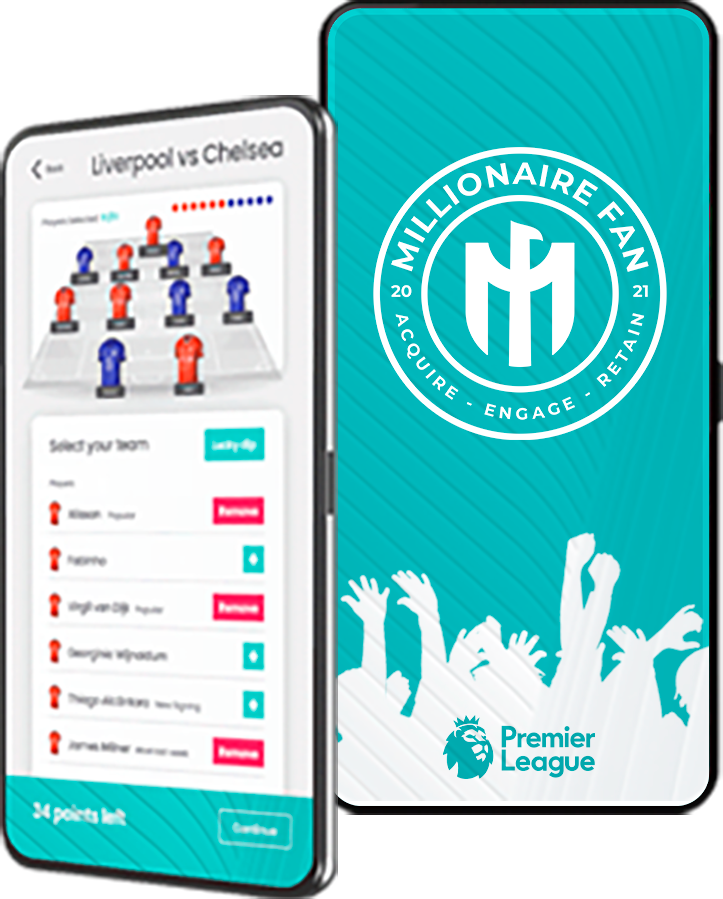 Back
Liverpool vs Chelsea
Players Selected
Select your team
Lucky dip
Players
Alisson Popular
Remove
Fabinho
Virgil van Dijk Popular
Remove
Georginio Wijnaldum
Thiago Alcântara New Signing
James Milner
Remove
34 points left
Continue
MILLIONAIRE FAN
20 21
ACQUIRE - ENGAGE - RETAIN
Premier
League